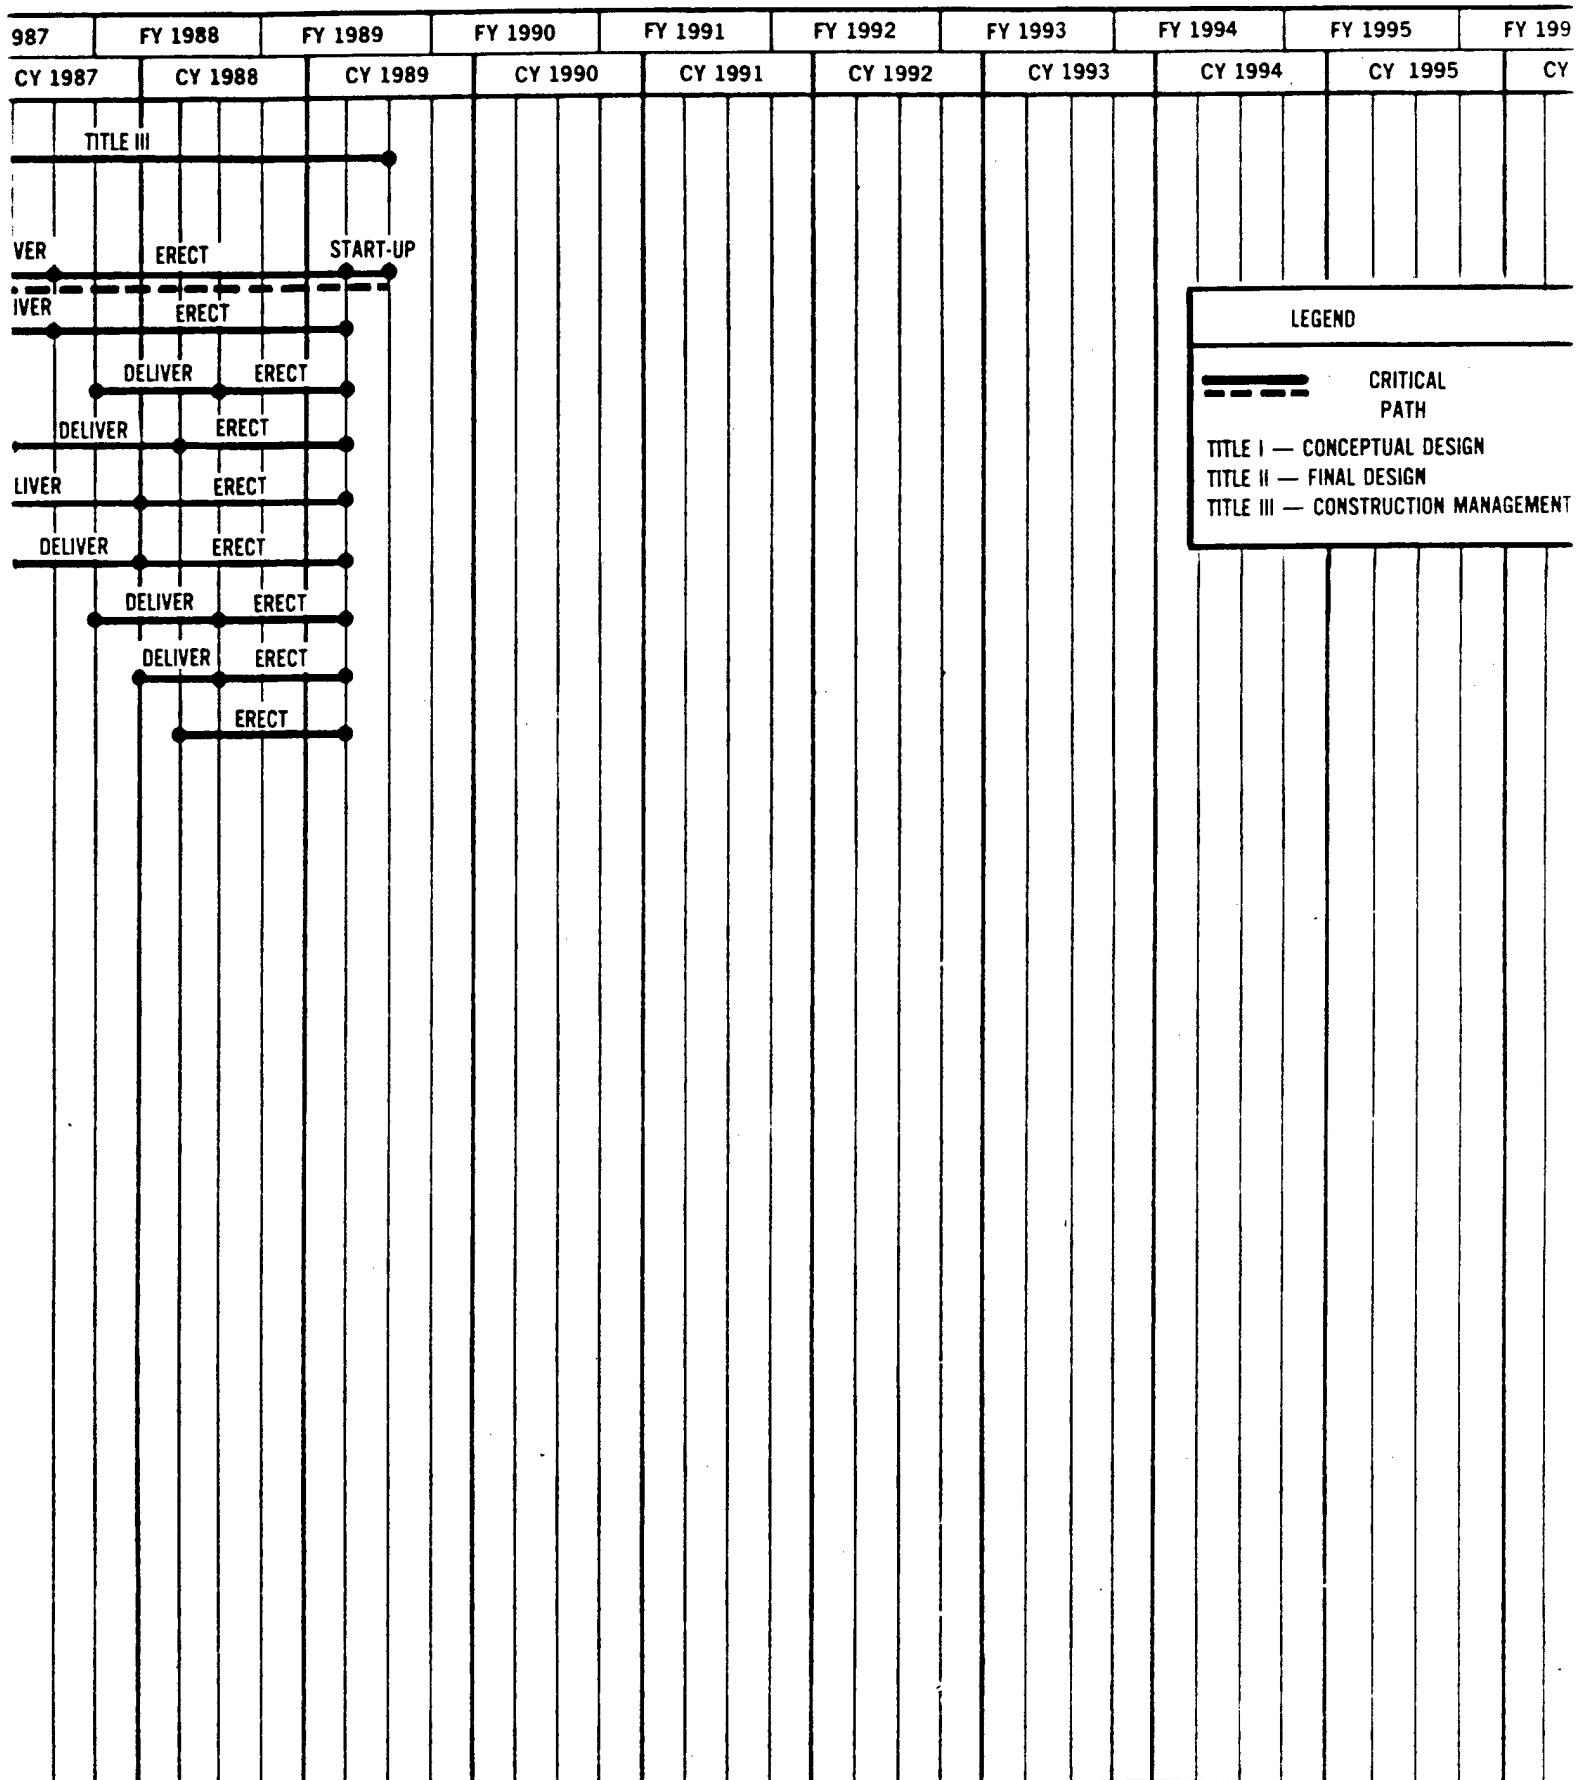 987 FY 1988 FY 1989 FY 1990 FY 1991 FY 1992 FY 1993 FY 1994 FY 1995 FY 199
CY 1987 CY 1988 CY 1989 CY 1990 CY 1991 CY 1992 CY 1993 CY 1994 CY 1995 CY
TITLE III
VER ERECT START-UP
IVER ERECT
DELIVER ERECT
DELIVER ERECT
LIVER ERECT
DELIVER ERECT
DELIVER ERECT
DELIVER ERECT
ERECT
LEGEND
CRITICAL
PATH
TITLE I — CONCEPTUAL DESIGN
TITLE II — FINAL DESIGN
TITLE III — CONSTRUCTION MANAGEMENT